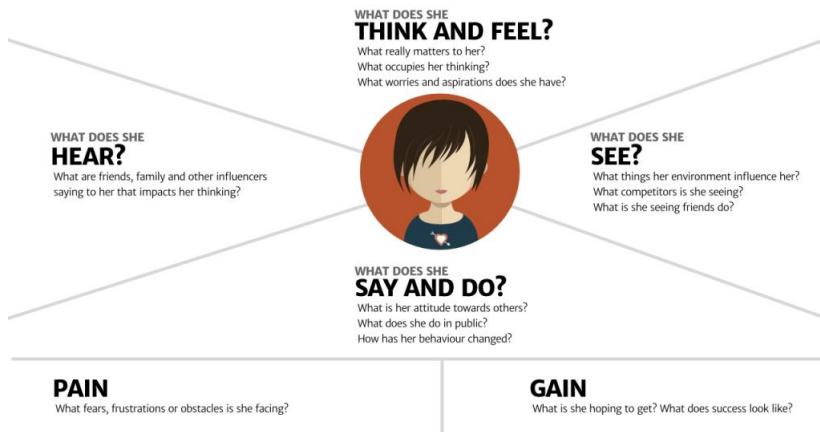 WHAT DOES SHE
THINK AND FEEL?
What really matters to her?
What occupies her thinking?
What worries and aspirations does she have?
WHAT DOES SHE
HEAR?
What are friends, family and other influencers
saying to her that impacts her thinking?
WHAT DOES SHE
SEE?
What things her environment influence her?
What competitors is she seeing?
What is she seeing friends do?
WHAT DOES SHE
SAY AND DO?
What is her attitude towards others?
What does she do in public?
How has her behaviour changed?
PAIN
What fears, frustrations or obstacles is she facing?
GAIN
What is she hoping to get? What does success look like?